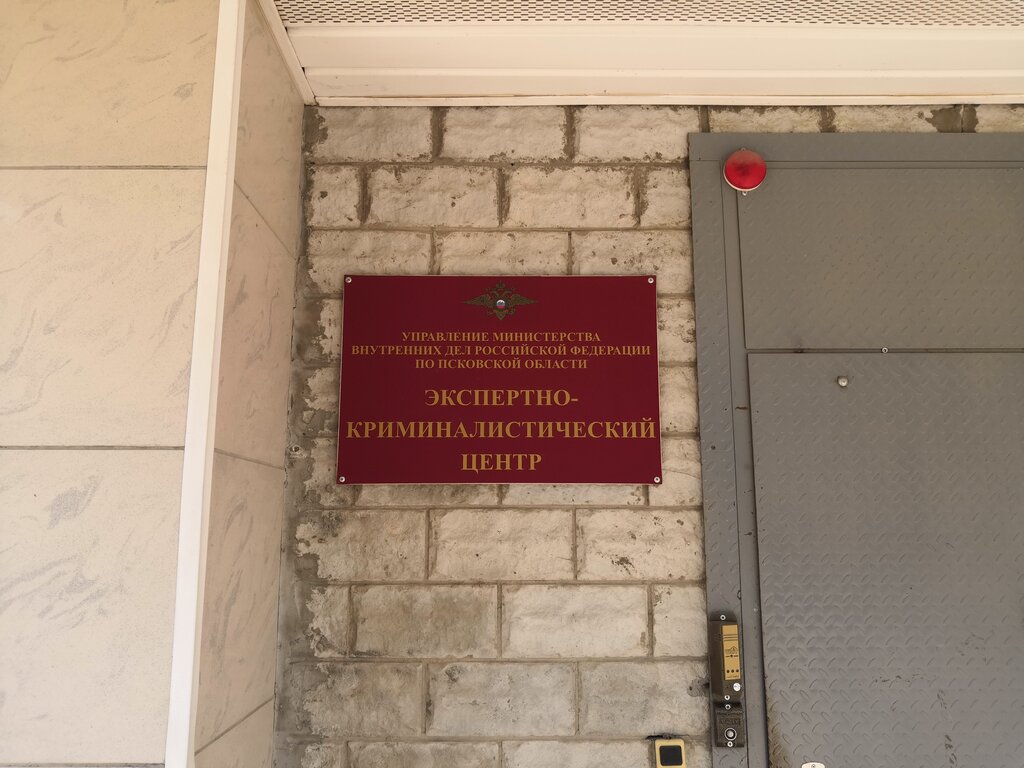 УПРАВЛЕНИЕ МИНИСТЕРСТВА
ВНУТРЕННИХ ДЕЛ РОССИЙСКОЙ ФЕДЕРАЦИИ
ПО ПСКОВСКОЙ ОБЛАСТИ
ЭКСПЕРТНО-
КРИМИНАЛИСТИЧЕСКИЙ
ЦЕНТР